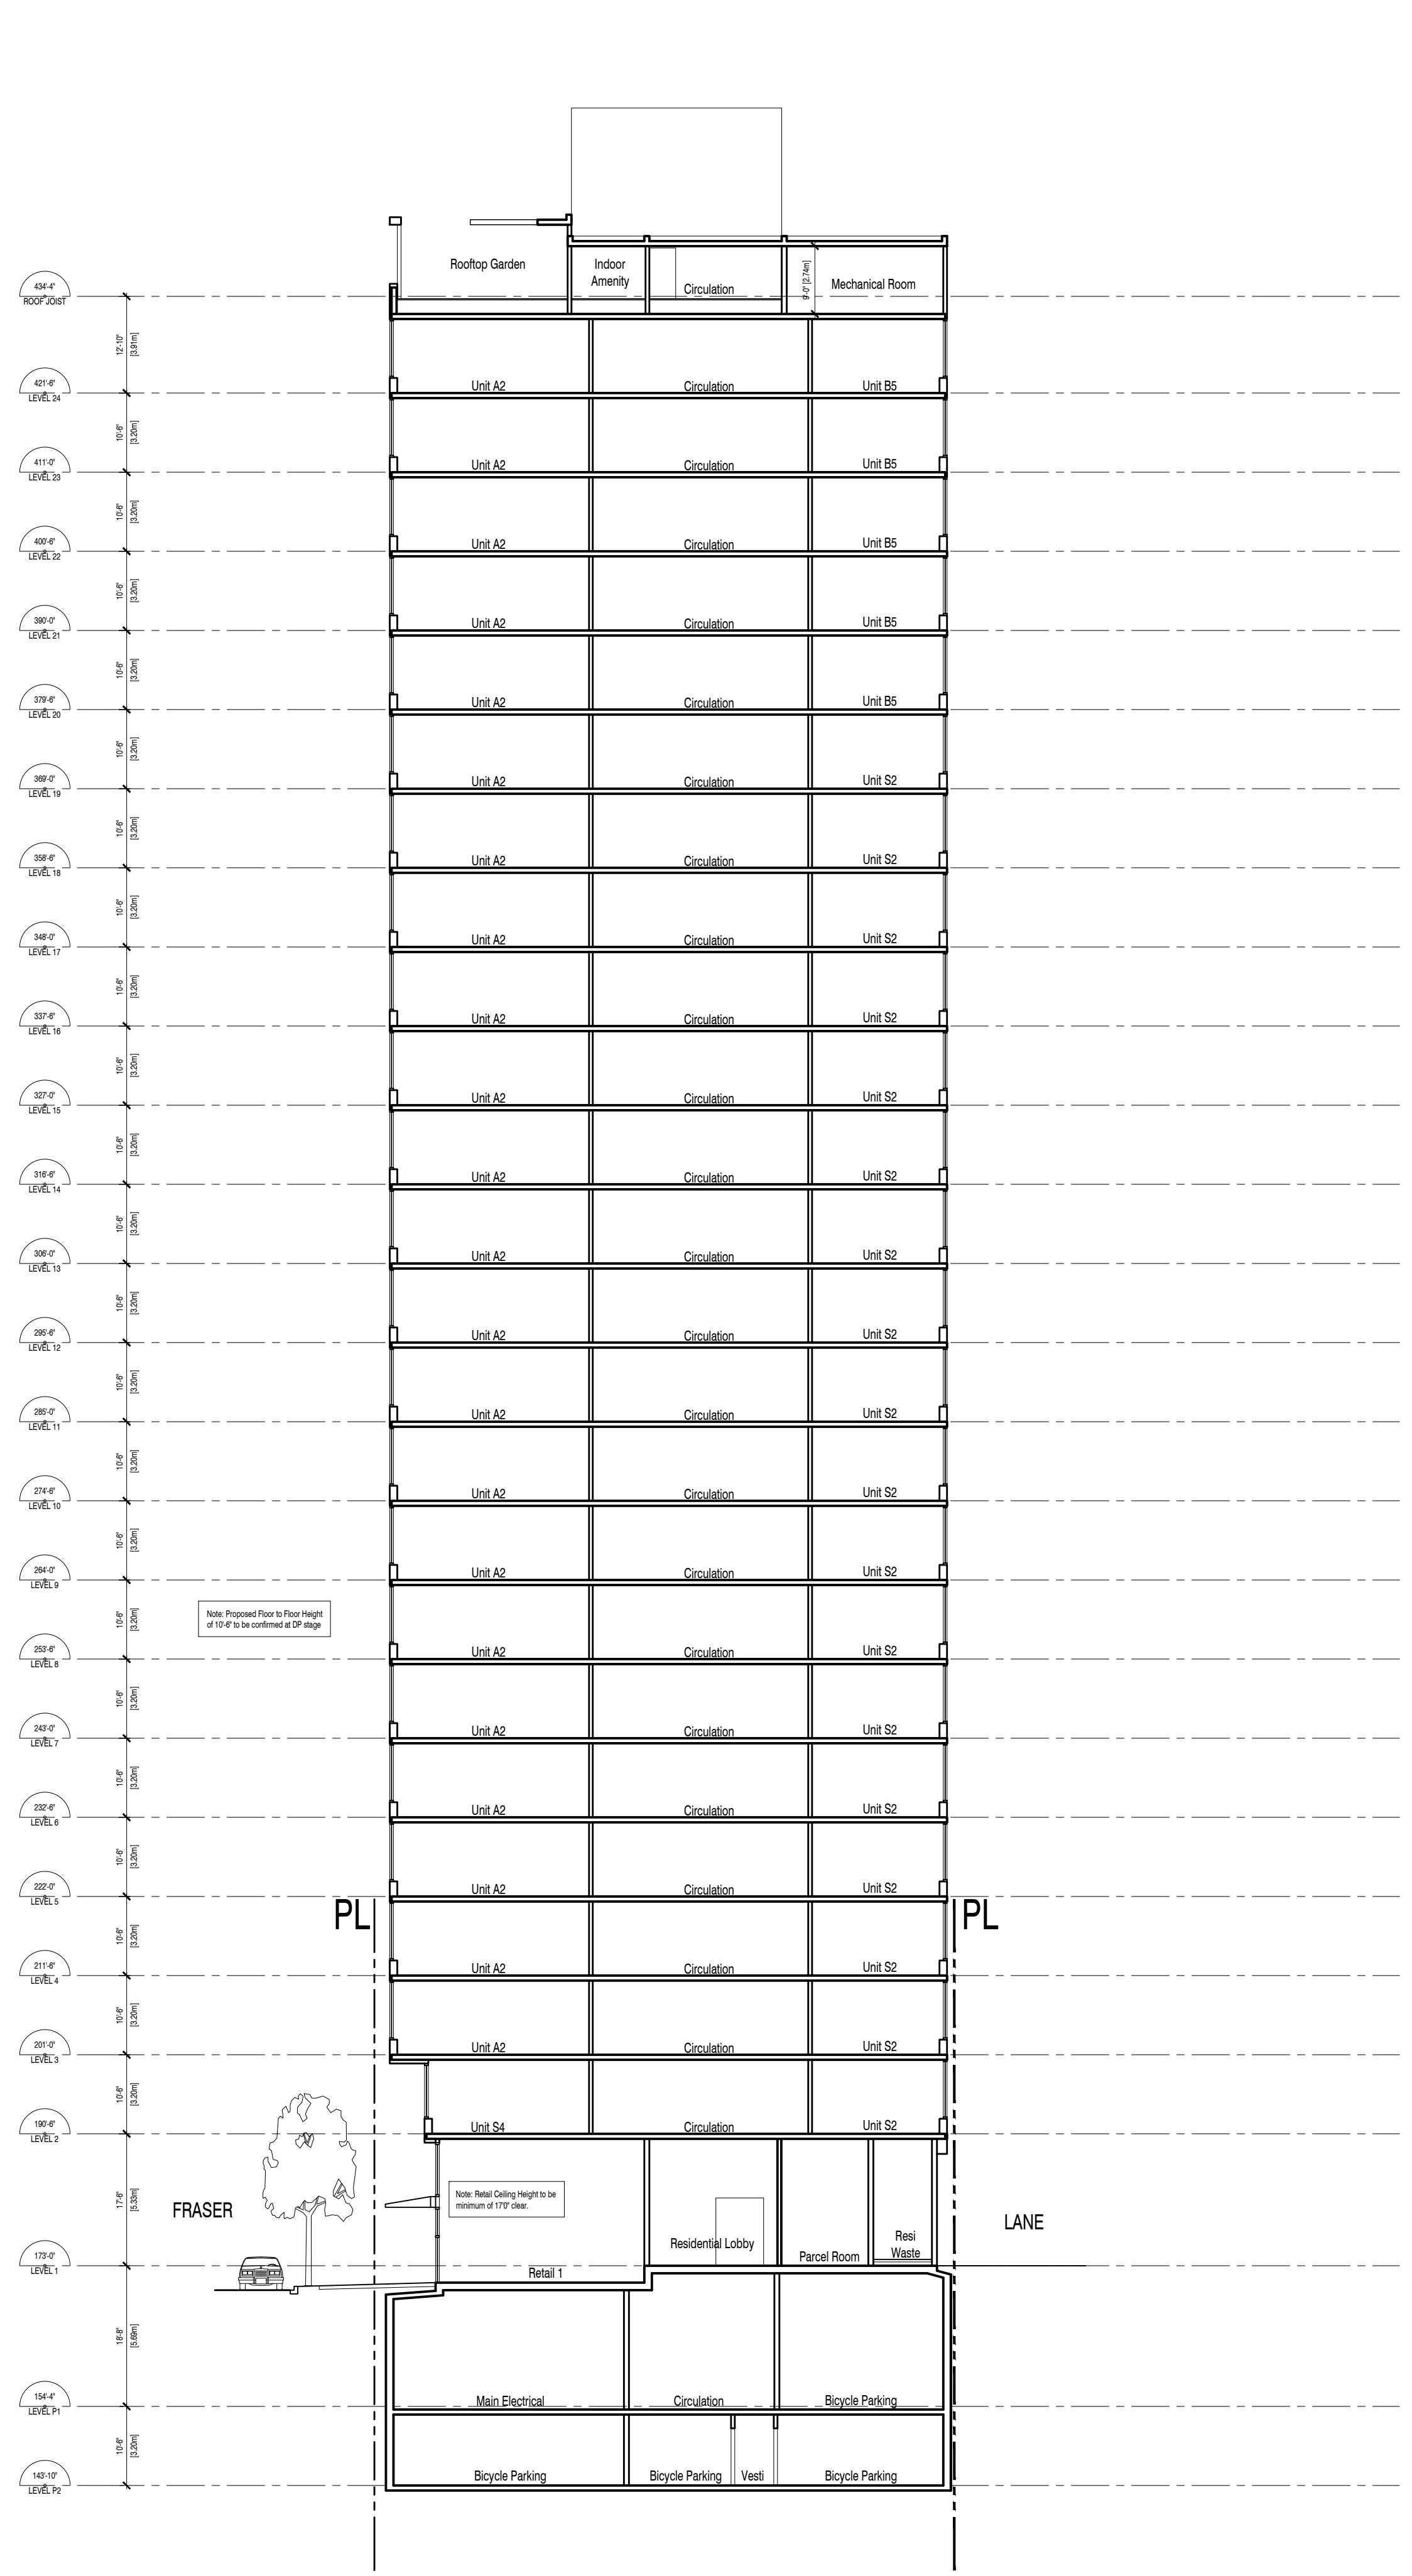 Rooftop Garden
Indoor
Amenity
Circulation
9'-0" [2.74m]
Mechanical Room
434'-4"
ROOF JOIST
12'-10"
[3.91m]
421'-6"
LEVEL 24
Unit A2 Circulation Unit B5
10'-6"
[3.20m]
411'-0"
LEVEL 23
Unit A2 Circulation Unit B5
10'-6"
[3.20m]
400'-6"
LEVEL 22
Unit A2 Circulation Unit B5
10'-6"
[3.20m]
390'-0"
LEVEL 21
Unit A2 Circulation Unit B5
10'-6"
[3.20m]
379'-6"
LEVEL 20
Unit A2 Circulation Unit B5
10'-6"
[3.20m]
369'-0"
LEVEL 19
Unit A2 Circulation Unit S2
10'-6"
[3.20m]
358'-6"
LEVEL 18
Unit A2 Circulation Unit S2
10'-6"
[3.20m]
348'-0"
LEVEL 17
Unit A2 Circulation Unit S2
10'-6"
[3.20m]
337'-6"
LEVEL 16
Unit A2 Circulation Unit S2
10'-6"
[3.20m]
327'-0"
LEVEL 15
Unit A2 Circulation Unit S2
10'-6"
[3.20m]
316'-6"
LEVEL 14
Unit A2 Circulation Unit S2
10'-6"
[3.20m]
306'-0"
LEVEL 13
Unit A2 Circulation Unit S2
10'-6"
[3.20m]
295'-6"
LEVEL 12
Unit A2 Circulation Unit S2
10'-6"
[3.20m]
285'-0"
LEVEL 11
Unit A2 Circulation Unit S2
10'-6"
[3.20m]
274'-6"
LEVEL 10
Unit A2 Circulation Unit S2
10'-6"
[3.20m]
264'-0"
LEVEL 9
Unit A2 Circulation Unit S2
10'-6"
[3.20m]
Note: Proposed Floor to Floor Height
of 10'-6" to be confirmed at DP stage
253'-6"
LEVEL 8
Unit A2 Circulation Unit S2
10'-6"
[3.20m]
243'-0"
LEVEL 7
Unit A2 Circulation Unit S2
10'-6"
[3.20m]
232'-6"
LEVEL 6
Unit A2 Circulation Unit S2
10'-6"
[3.20m]
222'-0"
LEVEL 5
Unit A2 Circulation Unit S2
PL PL
10'-6"
[3.20m]
211'-6"
LEVEL 4
Unit A2 Circulation Unit S2
10'-6"
[3.20m]
201'-0"
LEVEL 3
Unit A2 Circulation Unit S2
10'-6"
[3.20m]
190'-6"
LEVEL 2
Unit S4 Circulation Unit S2
17'-6"
[5.33m]
Note: Retail Ceiling Height to be
minimum of 17'0" clear.
FRASER
LANE
173'-0"
LEVEL 1
Retail 1
Residential Lobby
Parcel Room
Resi
Waste
18'-8"
[5.69m]
154'-4"
LEVEL P1
Main Electrical Circulation Bicycle Parking
10'-6"
[3.20m]
143'-10"
LEVEL P2
Bicycle Parking Bicycle Parking Vesti Bicycle Parking